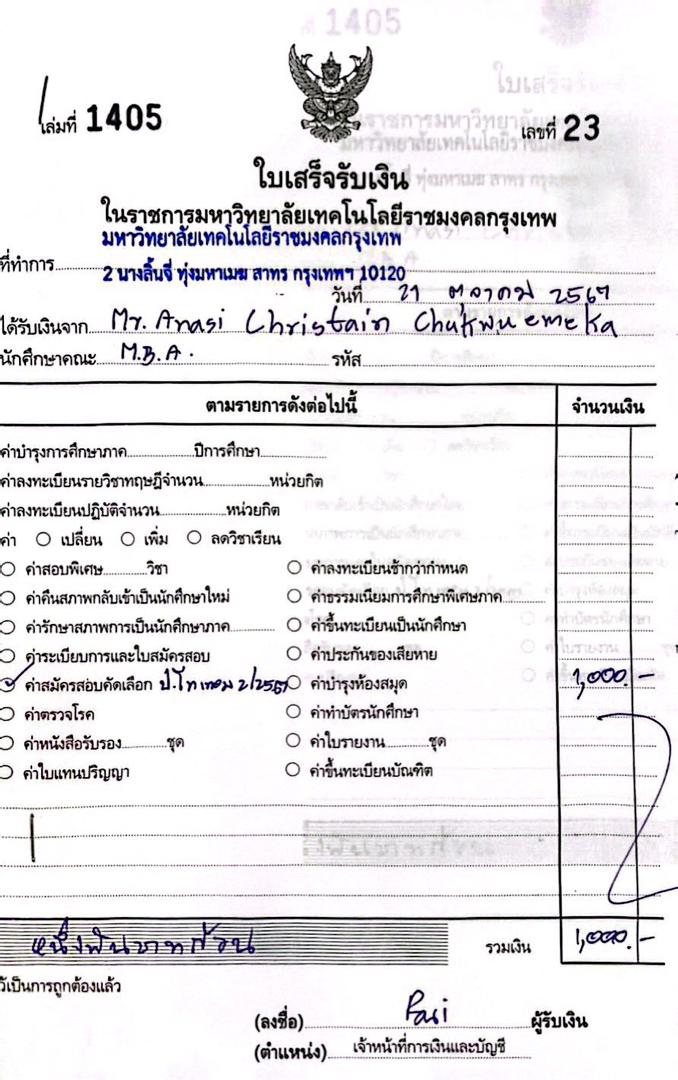 เล่มที่ 1405
เลขที่ 23
ใบเสร็จรับเงิน
ในราชการมหาวิทยาลัยเทคโนโลยีราชมงคลกรุงเทพ
มหาวิทยาลัยเทคโนโลยีราชมงคลกรุงเทพ
ที่ทำการ
2 นางลิ้นจี่ ทุ่งมหาเมฆ สาทร กรุงเทพฯ 10120
วันที่ 21 ตุลาคม 2567
ได้รับเงินจาก Mr. Anasi Christain Chukwuemeka
นักศึกษาคณะ M.B.A. รหัส
ตามรายการดังต่อไปนี้ จำนวนเงิน
ค่าบำรุงการศึกษาภาค ปีการศึกษา
ค่าลงทะเบียนรายวิชาทฤษฎีจำนวน หน่วยกิต
ค่าลงทะเบียนปฏิบัติจำนวน หน่วยกิต
ค่า เปลี่ยน เพิ่ม ลดวิชาเรียน
ค่าสอบพิเศษ วิชา ค่าลงทะเบียนช้ากว่ากำหนด
ค่าคืนสภาพกลับเข้าเป็นนักศึกษาใหม่ ค่าธรรมเนียมการศึกษาพิเศษภาค
ค่ารักษาสภาพการเป็นนักศึกษาภาค ค่าขึ้นทะเบียนเป็นนักศึกษา
ค่าระเบียบการและใบสมัครสอบ ค่าประกันของเสียหาย
ค่าสมัครสอบคัดเลือก ป.โท เทอม 2/2567 ค่าบำรุงห้องสมุด 1,000.-
ค่าตรวจโรค ค่าทำบัตรนักศึกษา
ค่าหนังสือรับรอง ชุด ค่าใบรายงาน ชุด
ค่าใบแทนปริญญา ค่าขึ้นทะเบียนบัณฑิต
หนึ่งพันบาทถ้วน รวมเงิน 1,000.-
ไว้เป็นการถูกต้องแล้ว
(ลงชื่อ) ผู้รับเงิน
(ตำแหน่ง) เจ้าหน้าที่การเงินและบัญชี